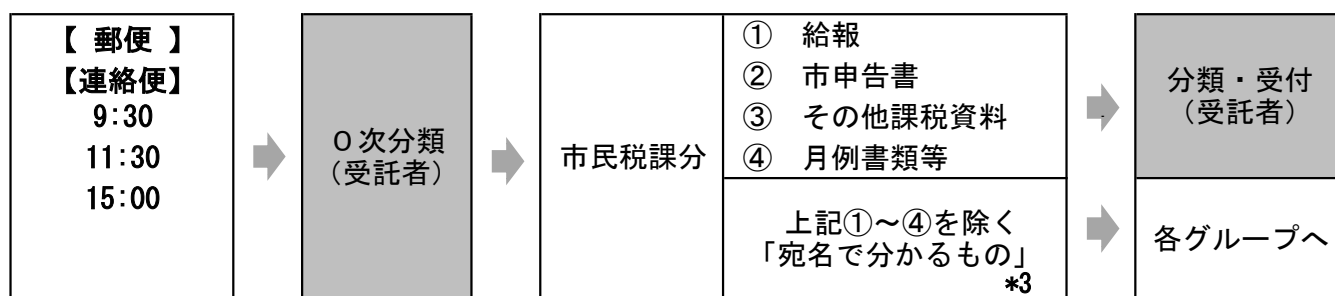 【 郵便 】
【連絡便】
9:30
11:30
15:00
０次分類
（受託者）
市民税課分
① 給報
② 市申告書
③ その他課税資料
④ 月例書類等
上記①～④を除く
「宛名で分かるもの」
*3
分類・受付
（受託者）
各グループへ